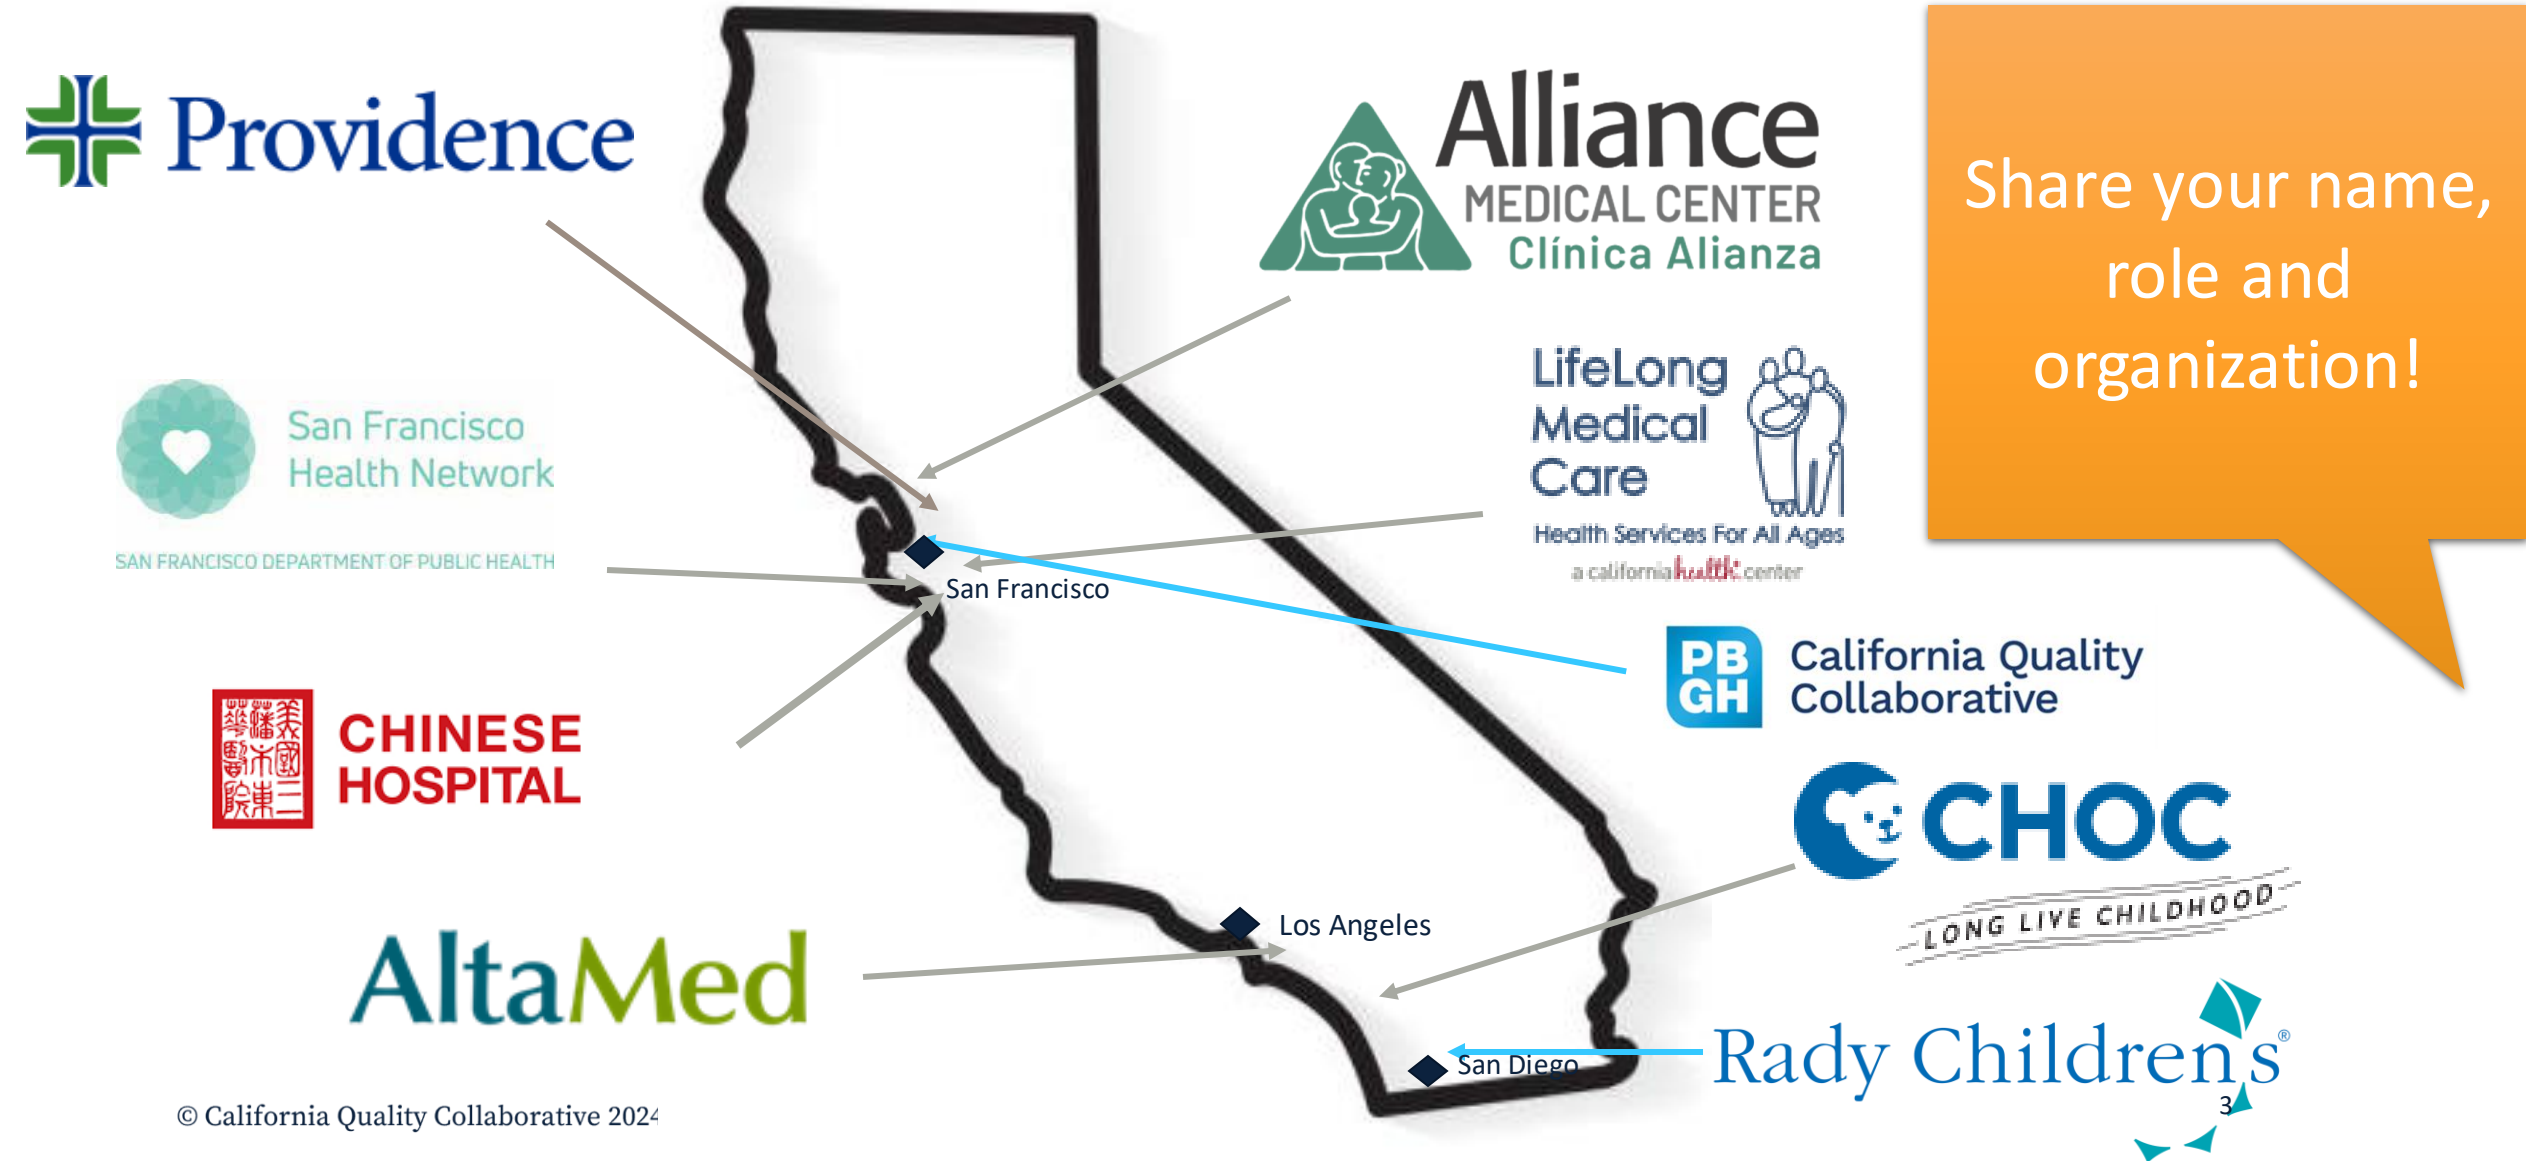 Providence
Alliance
MEDICAL CENTER
Clínica Alianza
Share your name,
role and
organization!
San Francisco
Health Network
SAN FRANCISCO DEPARTMENT OF PUBLIC HEALTH
LifeLong
Medical
Care
Health Services For All Ages
a california health center
San Francisco
PB
GH
California Quality
Collaborative
CHINESE
HOSPITAL
CHOC
LONG LIVE CHILDHOOD
Los Angeles
AltaMed
San Diego
Rady Children's®
3
© California Quality Collaborative 2024